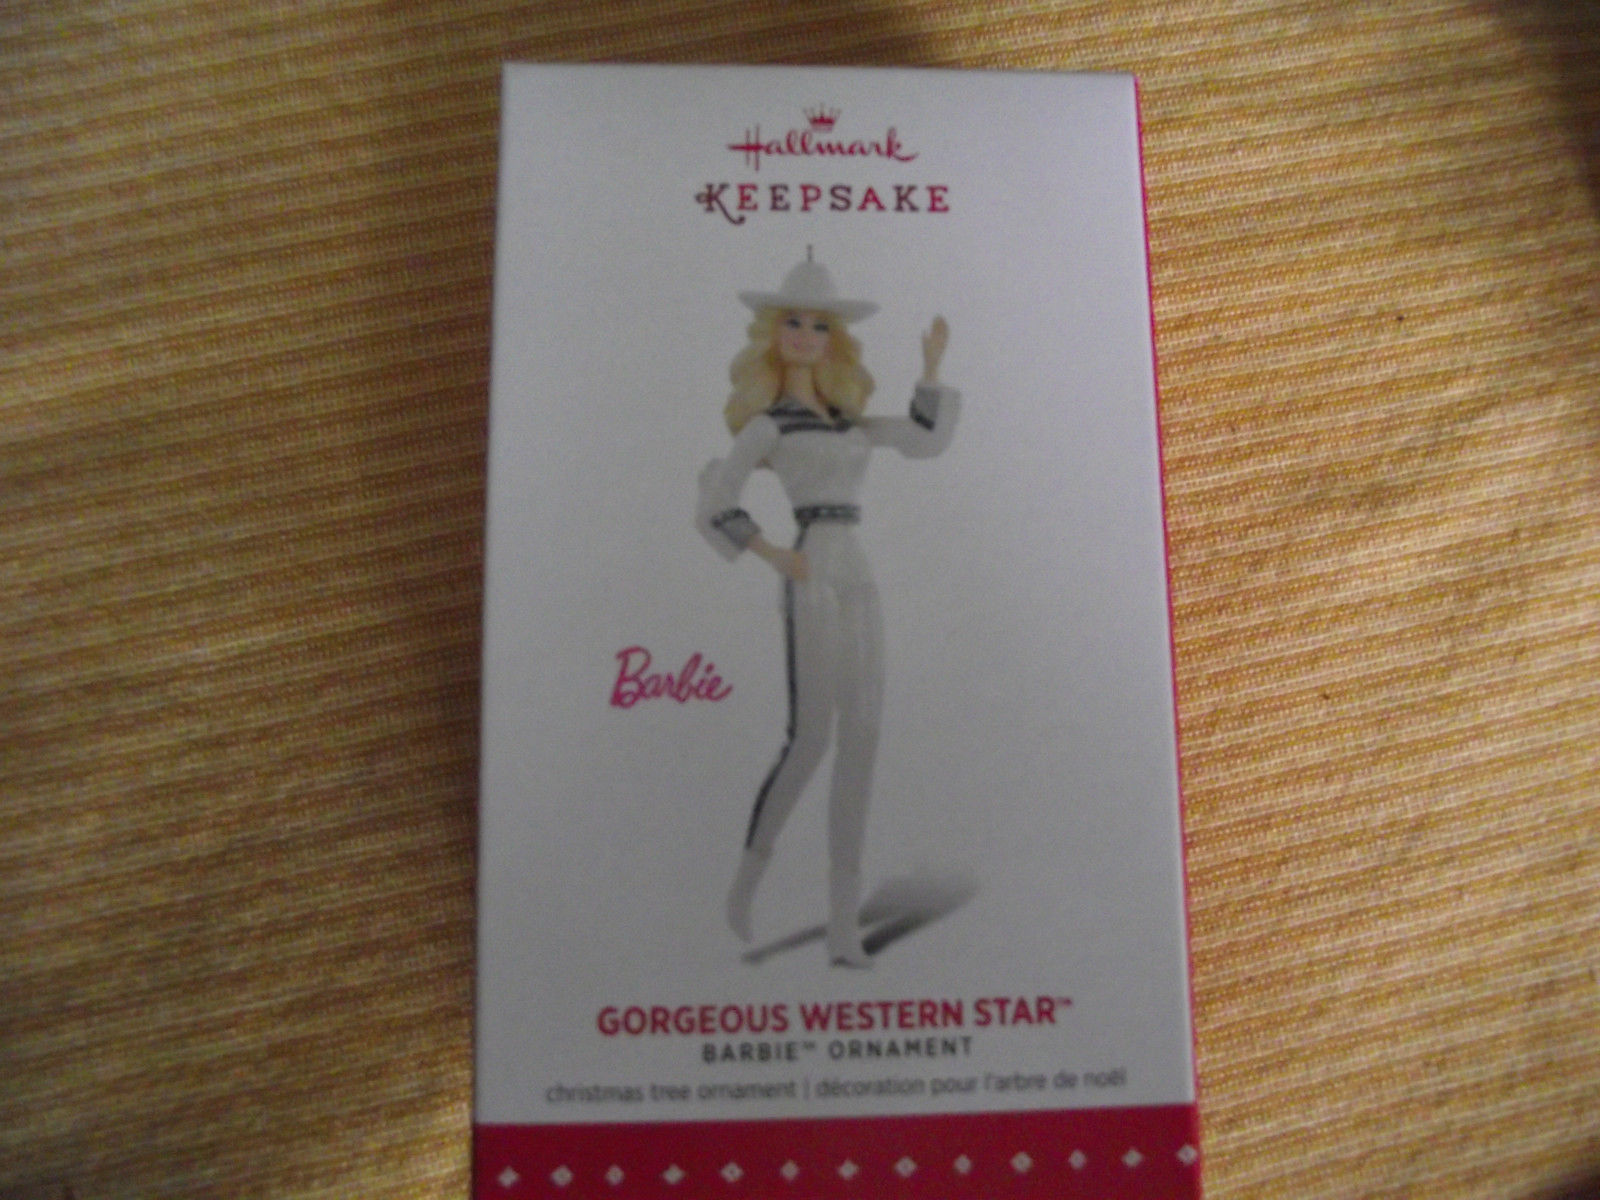 Hallmark
KEEPSAKE
Barbie
GORGEOUS WESTERN STAR™
BARBIE™ ORNAMENT
christmas tree ornament | décoration pour l'arbre de noël